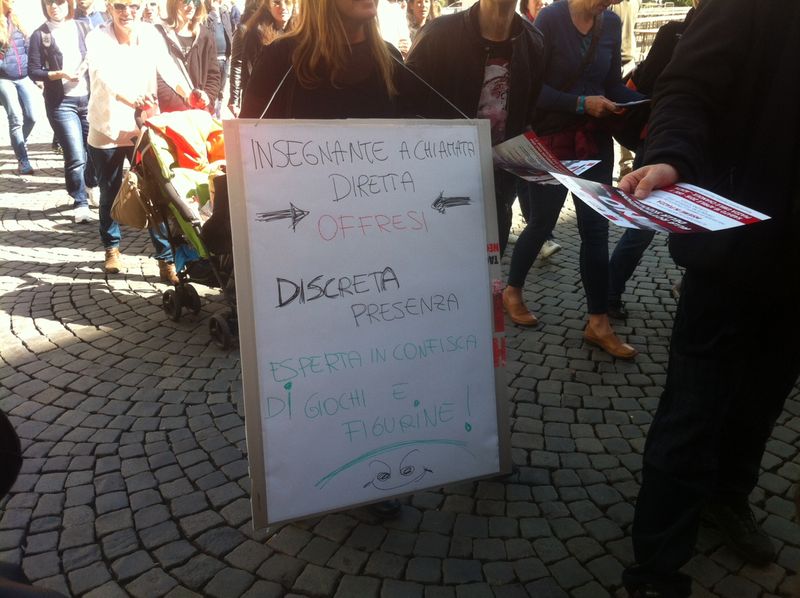 INSEGNANTE A CHIAMATA
DIRETTA
OFFRESI
DISCRETA
PRESENZA
ESPERTA IN CONFISCA
DI GIOCHI E
FIGURINE!